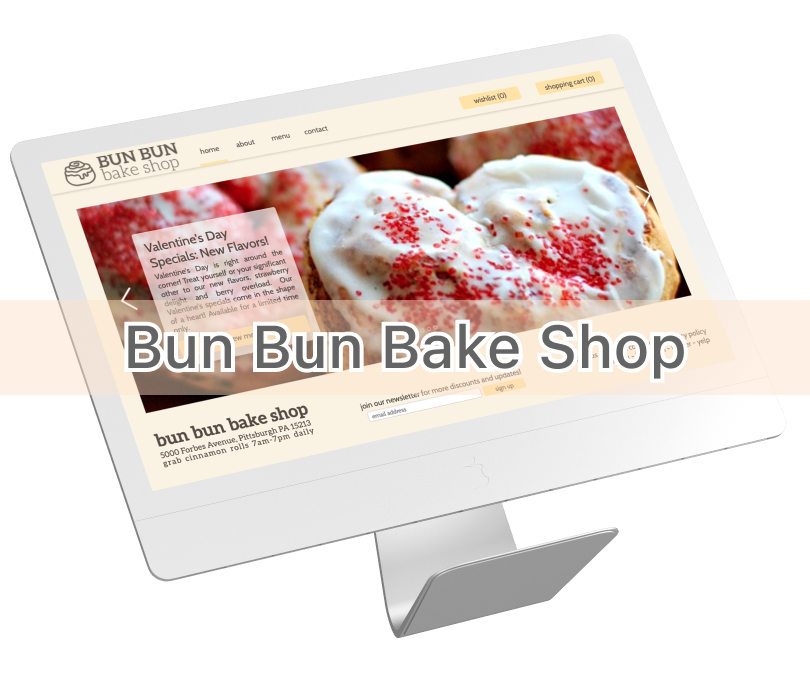 BUN BUN
bake shop
home about menu contact
wishlist (0) shopping cart (0)
Valentine's Day
Specials: New Flavors!
Valentine's Day is right around the
corner! Treat yourself or your significant
other to our new flavors, strawberry
delight and berry overload. Our
Valentine's specials come in the shape
of a heart! Available for a limited time
only.
Bun Bun Bake Shop
policy
yelp
bun bun bake shop
5000 Forbes Avenue, Pittsburgh PA 15213
grab cinnamon rolls 7am-7pm daily
join our newsletter for more discounts and updates!
email address sign up